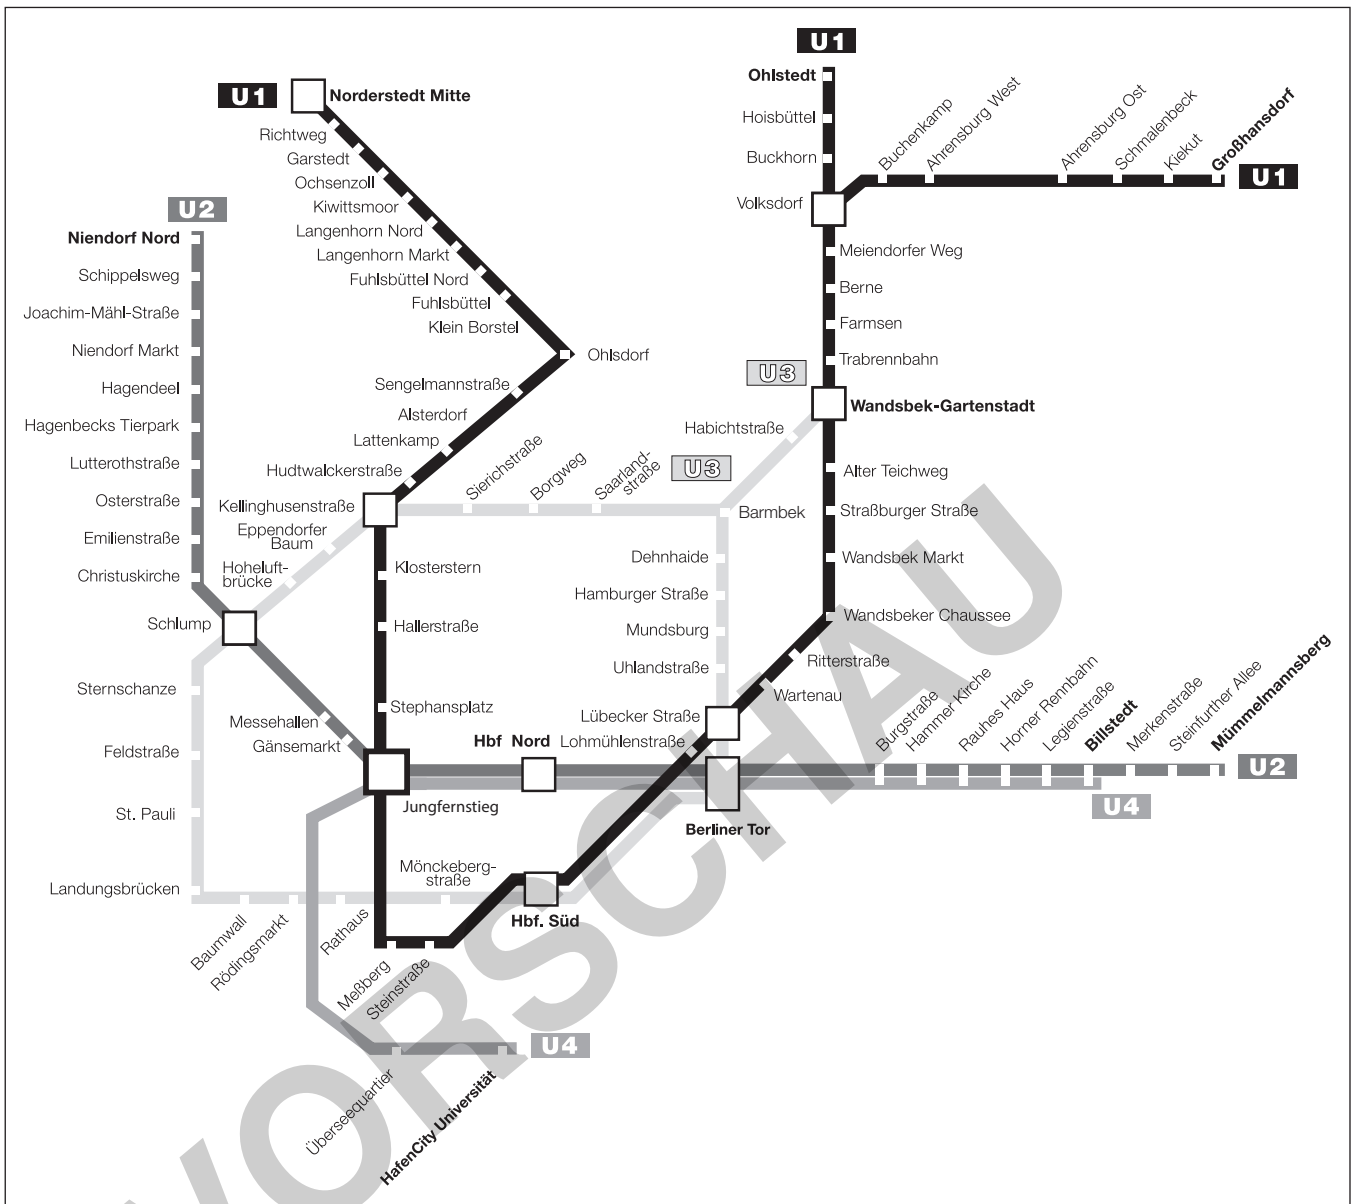 U1
Ohlstedt
Hoisbüttel
Buckhorn
Volksdorf
Buchenkamp
Ahrensburg West
Ahrensburg Ost
Schmalenbeck
Kiekut
Großhansdorf
U1
U1
Norderstedt Mitte
Richtweg
Garstedt
Ochsenzoll
Kiwittsmoor
Langenhorn Nord
Langenhorn Markt
Fuhlsbüttel Nord
Fuhlsbüttel
Klein Borstel
Ohlsdorf
Sengelmannstraße
Alsterdorf
Lattenkamp
Hudtwalckerstraße
Kellinghusenstraße
Eppendorfer
Baum
Hoheluft-
brücke
U2
Niendorf Nord
Schippelsweg
Joachim-Mähl-Straße
Niendorf Markt
Hagendeel
Hagenbecks Tierpark
Lutterothstraße
Osterstraße
Emilienstraße
Christuskirche
Schlump
Sternschanze
Feldstraße
St. Pauli
Landungsbrücken
Messehallen
Gänsemarkt
Klosterstern
Hallerstraße
Stephansplatz
Jungfernstieg
Sierichstraße
Borgweg
Saarland-
straße
U3
U3
Habichtstraße
Barmbek
Dehnhaide
Hamburger Straße
Mundsburg
Uhlandstraße
Lübecker Straße
Lohmühlenstraße
Hbf Nord
Berliner Tor
Meiendorfer Weg
Berne
Farmsen
Trabrennbahn
Wandsbek-Gartenstadt
Alter Teichweg
Straßburger Straße
Wandsbek Markt
Wandsbeker Chaussee
Ritterstraße
Wartenau
Burgstraße
Hammer Kirche
Rauhes Haus
Horner Rennbahn
Legienstraße
Billstedt
Merkenstraße
Steinfurther Allee
Mümmelmannsberg
U2
U4
Mönckeberg-
straße
Hbf. Süd
Baumwall
Rödingsmarkt
Rathaus
Meßberg
Steinstraße
U4
Überseequartier
HafenCity Universität
VORSCHAU